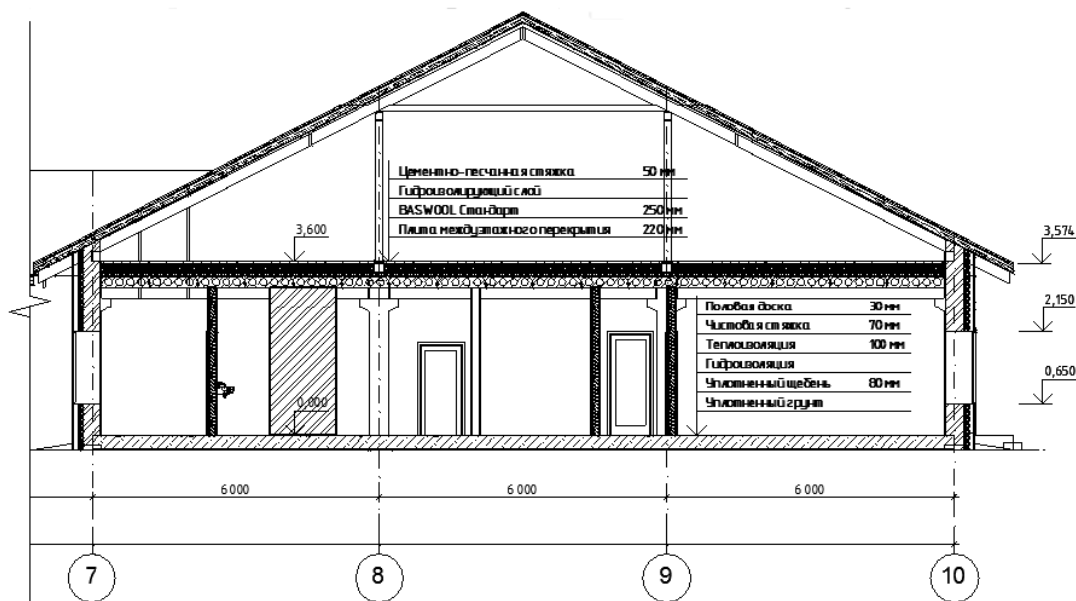 Цементно-песчанная стяжка 50 мм
Гидроизолирующий слой
BASWOOL Стандарт 250 мм
Плита междуэтажного перекрытия 220 мм
3,600
3,574
Половая доска 30 мм
Чистовая стяжка 70 мм
2,150
Теплоизоляция 100 мм
Гидроизоляция
Уплотненный щебень 80 мм
0,650
Уплотненный грунт
0,000
6 000
6 000
6 000
7
8
9
10